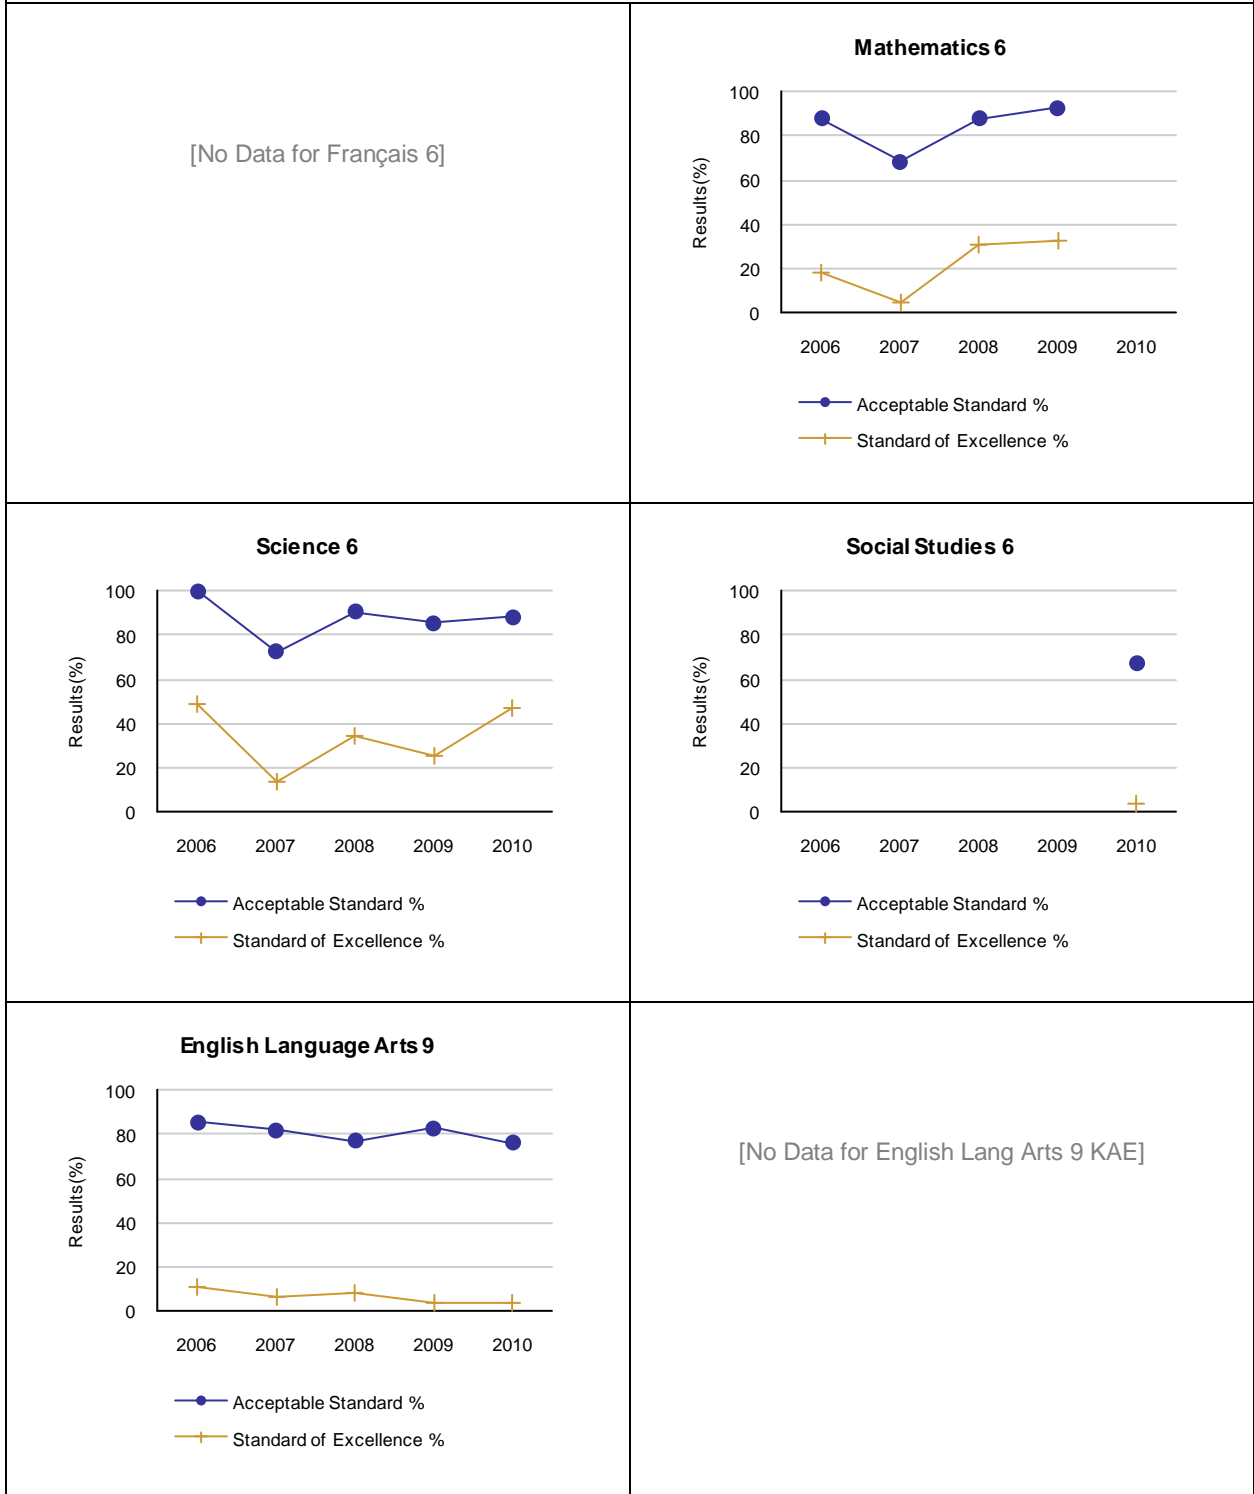 [No Data for Français 6]
Mathematics 6
100
80
60
40
20
0
Results(%)
2006 2007 2008 2009 2010
Acceptable Standard %
Standard of Excellence %
Science 6
100
80
60
40
20
0
Results(%)
2006 2007 2008 2009 2010
Acceptable Standard %
Standard of Excellence %
Social Studies 6
100
80
60
40
20
0
Results(%)
2006 2007 2008 2009 2010
Acceptable Standard %
Standard of Excellence %
English Language Arts 9
100
80
60
40
20
0
Results(%)
2006 2007 2008 2009 2010
Acceptable Standard %
Standard of Excellence %
[No Data for English Lang Arts 9 KAE]